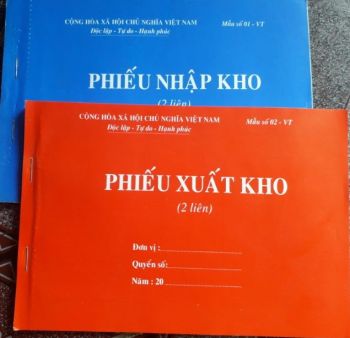 CỘNG HÒA XÃ HỘI CHỦ NGHĨA VIỆT NAM
Độc lập - Tự do - Hạnh phúc
Mẫu số 01 - VT
PHIẾU NHẬP KHO
(2 liên)
CỘNG HÒA XÃ HỘI CHỦ NGHĨA VIỆT NAM
Độc lập - Tự do - Hạnh phúc
Mẫu số 02 - VT
PHIẾU XUẤT KHO
(2 liên)
Đơn vị :
Quyển số:
Năm : 20